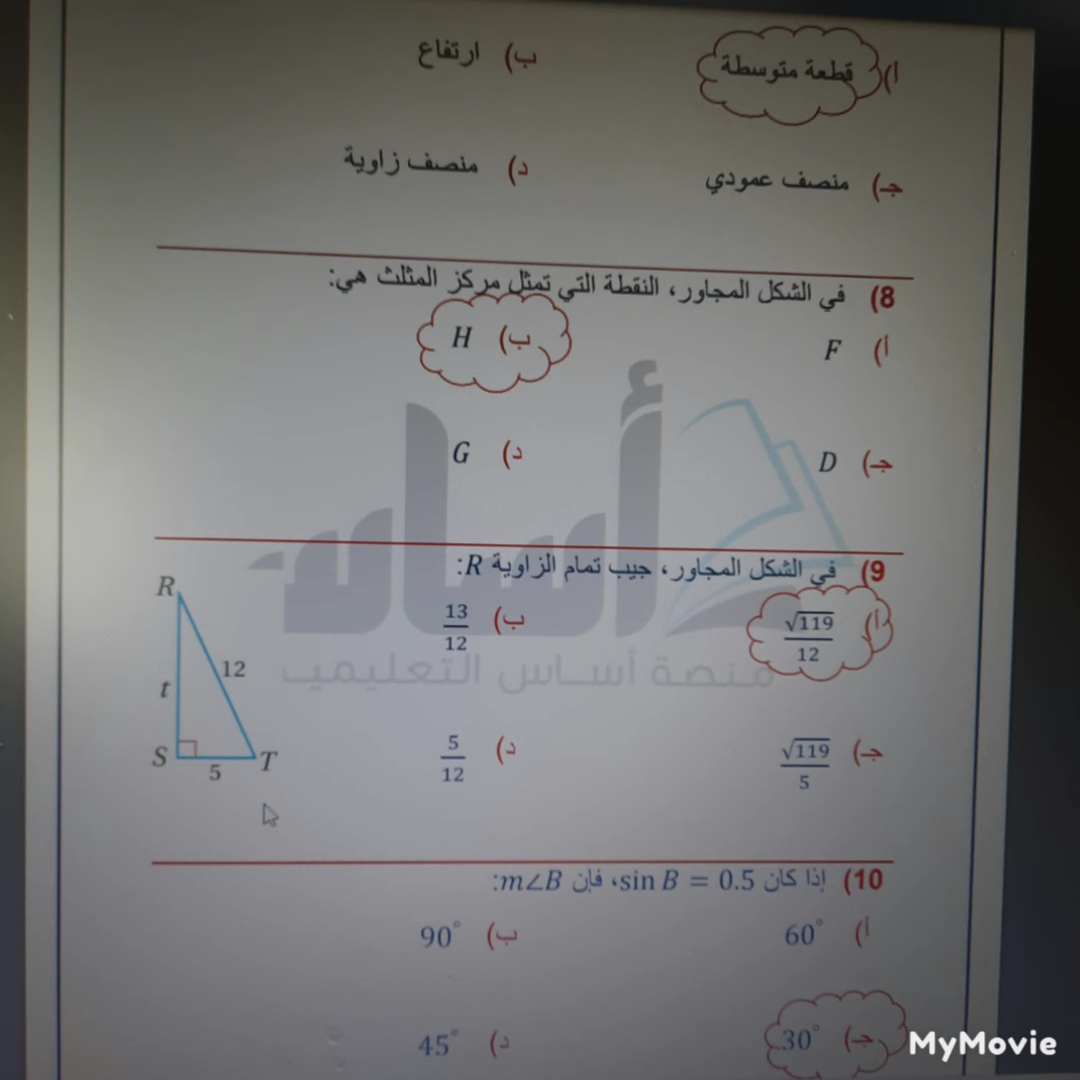 أ) قطعة متوسطة ب) ارتفاع
جـ) منصف عمودي د) منصف زاوية
8) في الشكل المجاور، النقطة التي تمثل مركز المثلث هي:
أ) F ب) H
جـ) D د) G
أساس
منصة أساس التعليمية
9) في الشكل المجاور، جيب تمام الزاوية R:
أ) √119/12 ب) 13/12
جـ) √119/5 د) 5/12
R
12
t
S
5
T
10) إذا كان sin B = 0.5، فإن m∠B:
أ) 60° ب) 90°
جـ) 30° د) 45°
MyMovie